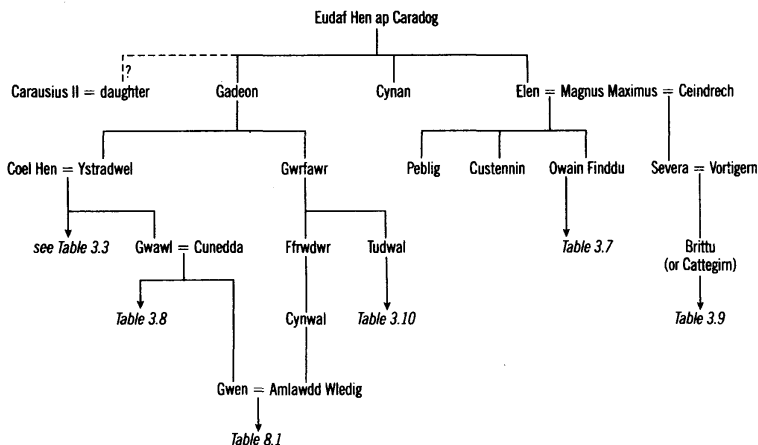 Eudaf Hen ap Caradog
?
Carausius II = daughter Gadeon Cynan Elen = Magnus Maximus = Ceindrech
Coel Hen = Ystradwel Gwrfawr Peblig Custennin Owain Finddu Severa = Vortigern
see Table 3.3 Gwawl = Cunedda Ffrwdwr Tudwal Table 3.7 Brittu
(or Cattegirn)
Table 3.8 Cynwal Table 3.10 Table 3.9
Gwen = Amlawdd Wledig
Table 8.1